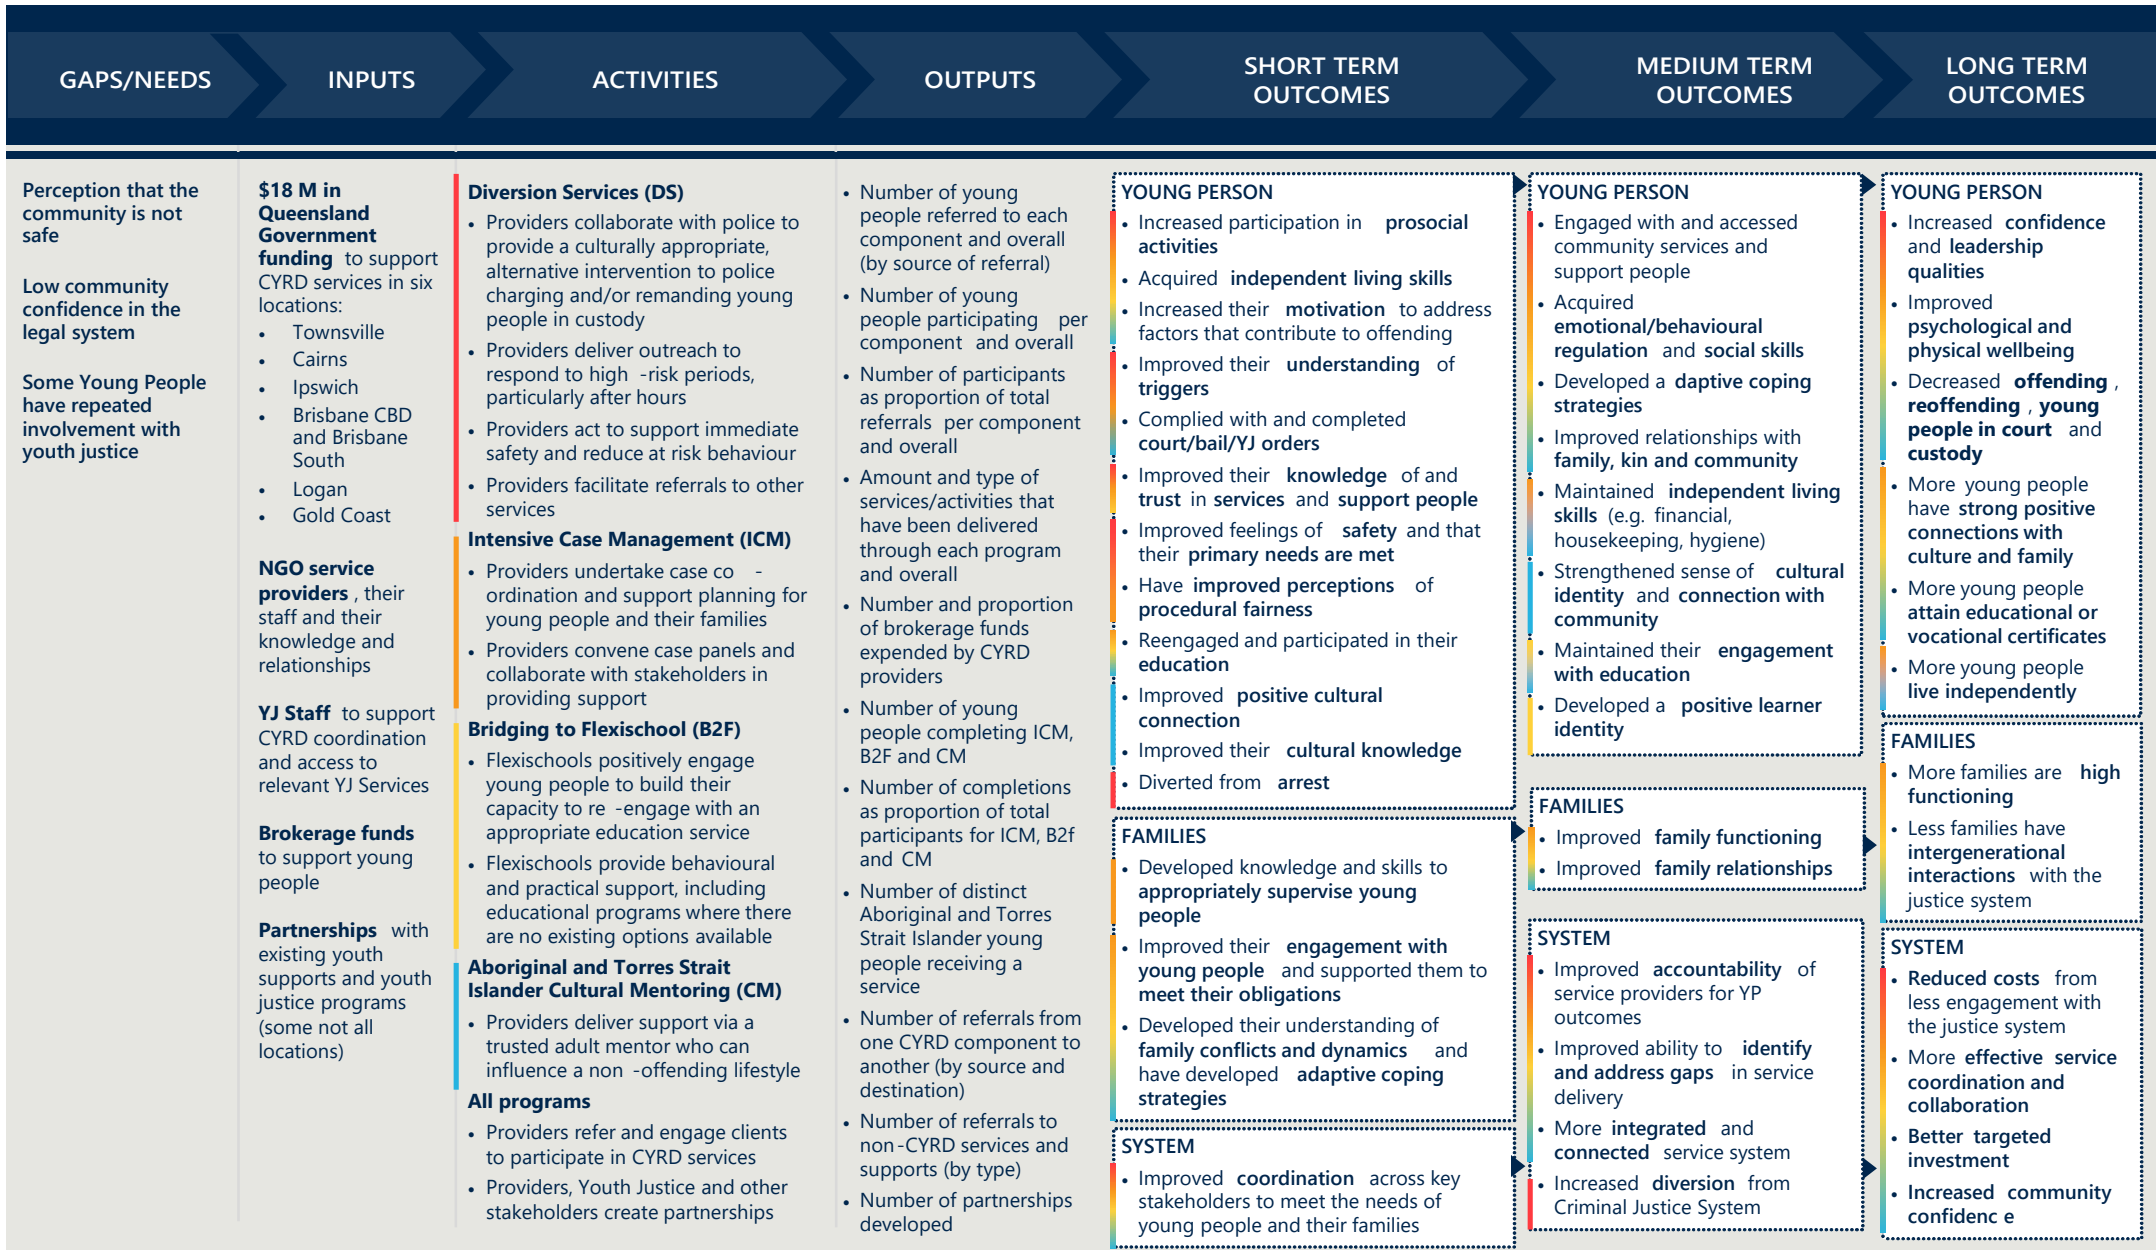 GAPS/NEEDS
INPUTS
ACTIVITIES
OUTPUTS
SHORT TERM
OUTCOMES
MEDIUM TERM
OUTCOMES
LONG TERM
OUTCOMES
Perception that the
community is not
safe
Low community
confidence in the
legal system
Some Young People
have repeated
involvement with
youth justice
$18 M in
Queensland
Government
funding to support
CYRD services in six
locations:
• Townsville
• Cairns
• Ipswich
• Brisbane CBD
and Brisbane
South
• Logan
• Gold Coast
NGO service
providers , their
staff and their
knowledge and
relationships
YJ Staff to support
CYRD coordination
and access to
relevant YJ Services
Brokerage funds
to support young
people
Partnerships with
existing youth
supports and youth
justice programs
(some not all
locations)
Diversion Services (DS)
• Providers collaborate with police to
provide a culturally appropriate,
alternative intervention to police
charging and/or remanding young
people in custody
• Providers deliver outreach to
respond to high -risk periods,
particularly after hours
• Providers act to support immediate
safety and reduce at risk behaviour
• Providers facilitate referrals to other
services
Intensive Case Management (ICM)
• Providers undertake case co -
ordination and support planning for
young people and their families
• Providers convene case panels and
collaborate with stakeholders in
providing support
Bridging to Flexischool (B2F)
• Flexischools positively engage
young people to build their
capacity to re -engage with an
appropriate education service
• Flexischools provide behavioural
and practical support, including
educational programs where there
are no existing options available
Aboriginal and Torres Strait
Islander Cultural Mentoring (CM)
• Providers deliver support via a
trusted adult mentor who can
influence a non -offending lifestyle
All programs
• Providers refer and engage clients
to participate in CYRD services
• Providers, Youth Justice and other
stakeholders create partnerships
• Number of young
people referred to each
component and overall
(by source of referral)
• Number of young
people participating per
component and overall
• Number of participants
as proportion of total
referrals per component
and overall
• Amount and type of
services/activities that
have been delivered
through each program
and overall
• Number and proportion
of brokerage funds
expended by CYRD
providers
• Number of young
people completing ICM,
B2F and CM
• Number of completions
as proportion of total
participants for ICM, B2f
and CM
• Number of distinct
Aboriginal and Torres
Strait Islander young
people receiving a
service
• Number of referrals from
one CYRD component to
another (by source and
destination)
• Number of referrals to
non-CYRD services and
supports (by type)
• Number of partnerships
developed
YOUNG PERSON
• Increased participation in prosocial
activities
• Acquired independent living skills
• Increased their motivation to address
factors that contribute to offending
• Improved their understanding of
triggers
• Complied with and completed
court/bail/YJ orders
• Improved their knowledge of and
trust in services and support people
• Improved feelings of safety and that
their primary needs are met
• Have improved perceptions of
procedural fairness
• Reengaged and participated in their
education
• Improved positive cultural
connection
• Improved their cultural knowledge
• Diverted from arrest
FAMILIES
• Developed knowledge and skills to
appropriately supervise young
people
• Improved their engagement with
young people and supported them to
meet their obligations
• Developed their understanding of
family conflicts and dynamics and
have developed adaptive coping
strategies
SYSTEM
• Improved coordination across key
stakeholders to meet the needs of
young people and their families
YOUNG PERSON
• Engaged with and accessed
community services and
support people
• Acquired
emotional/behavioural
regulation and social skills
• Developed a daptive coping
strategies
• Improved relationships with
family, kin and community
• Maintained independent living
skills (e.g. financial,
housekeeping, hygiene)
• Strengthened sense of cultural
identity and connection with
community
• Maintained their engagement
with education
• Developed a positive learner
identity
FAMILIES
• Improved family functioning
• Improved family relationships
SYSTEM
• Improved accountability of
service providers for YP
outcomes
• Improved ability to identify
and address gaps in service
delivery
• More integrated and
connected service system
• Increased diversion from
Criminal Justice System
YOUNG PERSON
• Increased confidence
and leadership
qualities
• Improved
psychological and
physical wellbeing
• Decreased offending ,
reoffending , young
people in court and
custody
• More young people
have strong positive
connections with
culture and family
• More young people
attain educational or
vocational certificates
• More young people
live independently
FAMILIES
• More families are high
functioning
• Less families have
intergenerational
interactions with the
justice system
SYSTEM
• Reduced costs from
less engagement with
the justice system
• More effective service
coordination and
collaboration
• Better targeted
investment
• Increased community
confidenc e